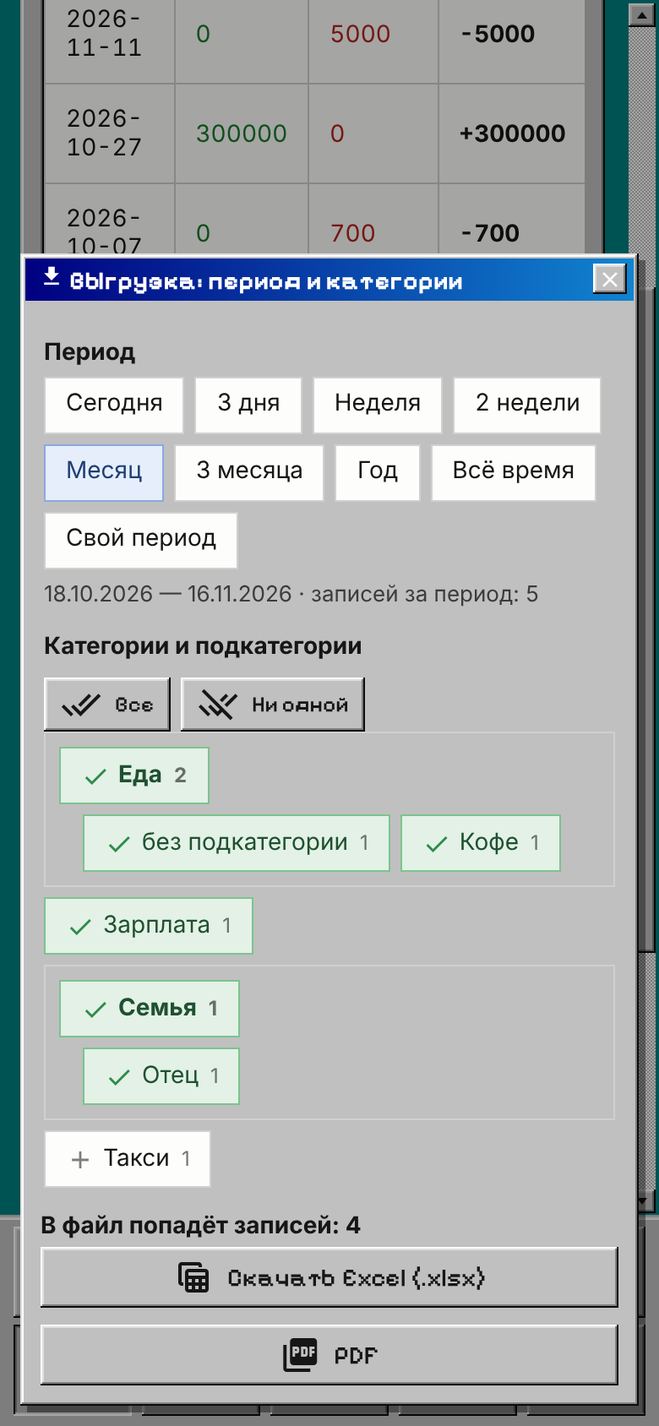 2026-
11-11
0
5000
-5000
2026-
10-27
300000
0
+300000
2026-
10-07
0
700
-700
Выгрузка: период и категории
Период
Сегодня
3 дня
Неделя
2 недели
Месяц
3 месяца
Год
Всё время
Свой период
18.10.2026 — 16.11.2026 · записей за период: 5
Категории и подкатегории
Все
Ни одной
Еда 2
без подкатегории 1
Кофе 1
Зарплата 1
Семья 1
Отец 1
Такси 1
В файл попадёт записей: 4
Скачать Excel (.xlsx)
PDF PDF